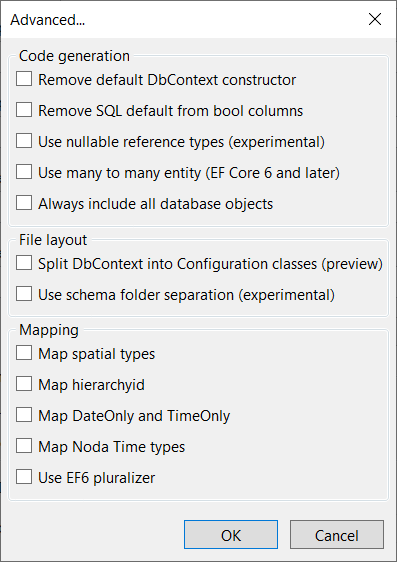 Advanced...
Code generation
Remove default DbContext constructor
Remove SQL default from bool columns
Use nullable reference types (experimental)
Use many to many entity (EF Core 6 and later)
Always include all database objects
File layout
Split DbContext into Configuration classes (preview)
Use schema folder separation (experimental)
Mapping
Map spatial types
Map hierarchyid
Map DateOnly and TimeOnly
Map Noda Time types
Use EF6 pluralizer
OK Cancel